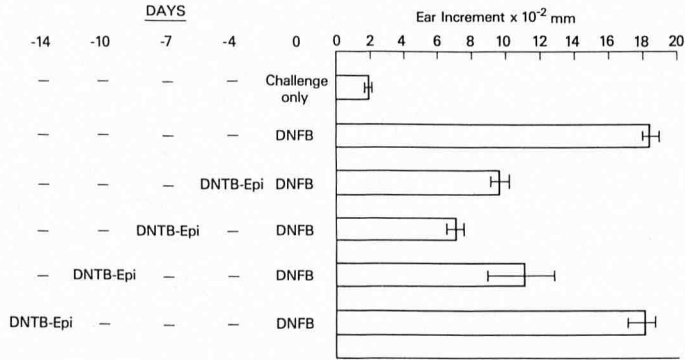 DAYS
Ear Increment x 10-2 mm
-14 -10 -7 -4 0 0 2 4 6 8 10 12 14 16 18 20
— — — — Challenge only
— — — — DNFB
— — — DNTB-Epi DNFB
— — DNTB-Epi — DNFB
— DNTB-Epi — — DNFB
DNTB-Epi — — — DNFB